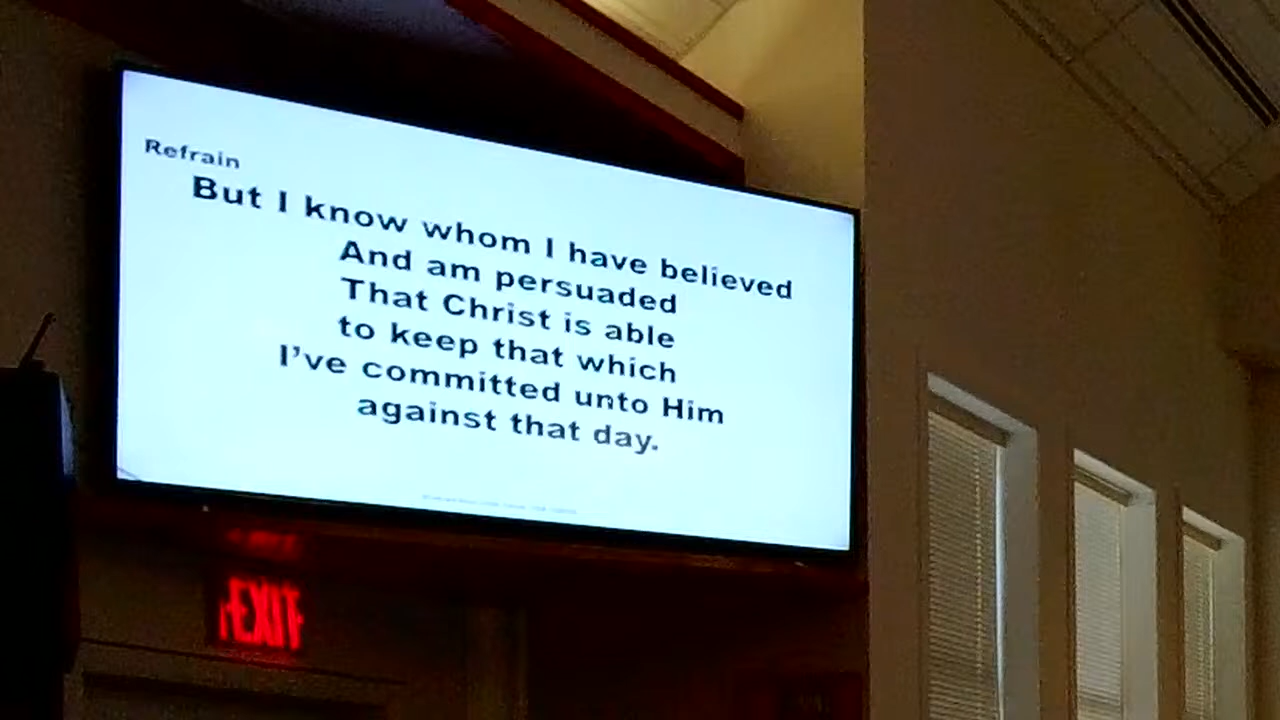 Refrain
But I know whom I have believed
And am persuaded
That Christ is able
to keep that which
I've committed unto Him
against that day.
EXIT